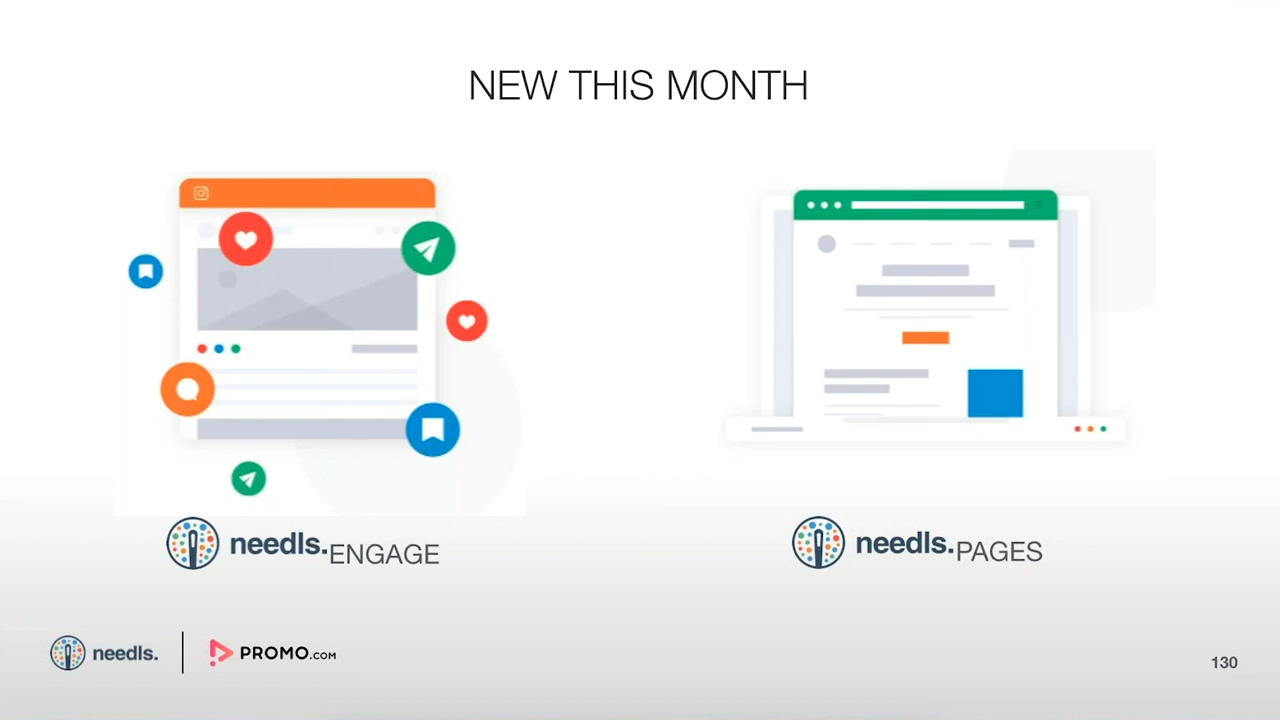 NEW THIS MONTH
needls.ENGAGE
needls.PAGES
needls.
PROMO.COM
130